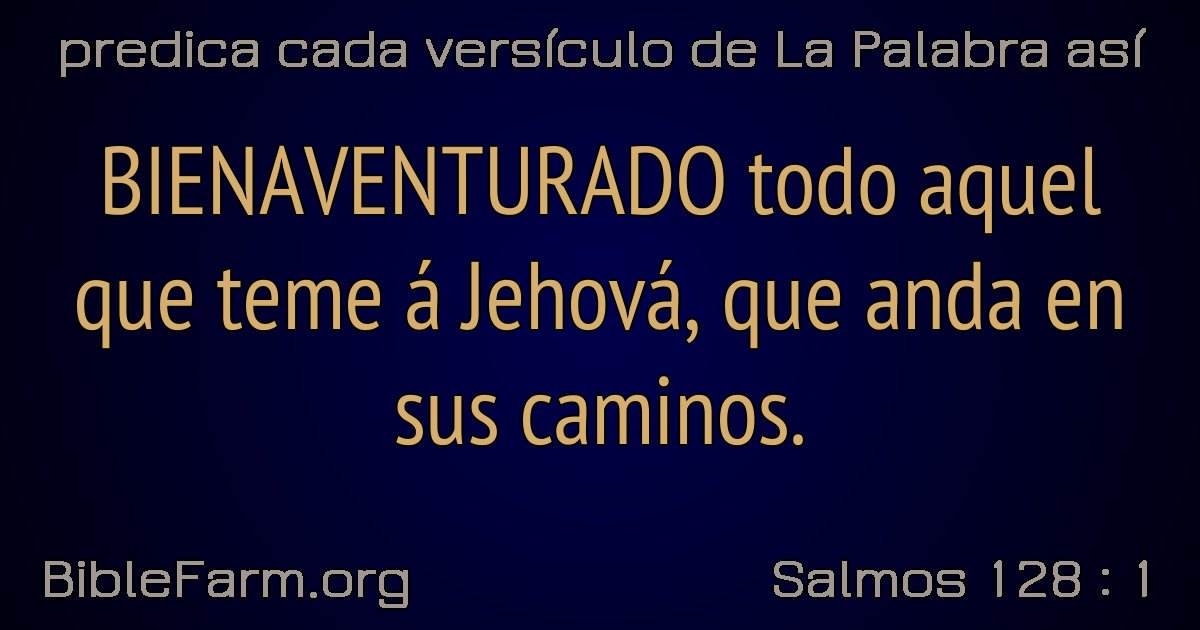 predica cada versículo de La Palabra así
BIENAVENTURADO todo aquel
que teme á Jehová, que anda en
sus caminos.
BibleFarm.org
Salmos 128 : 1